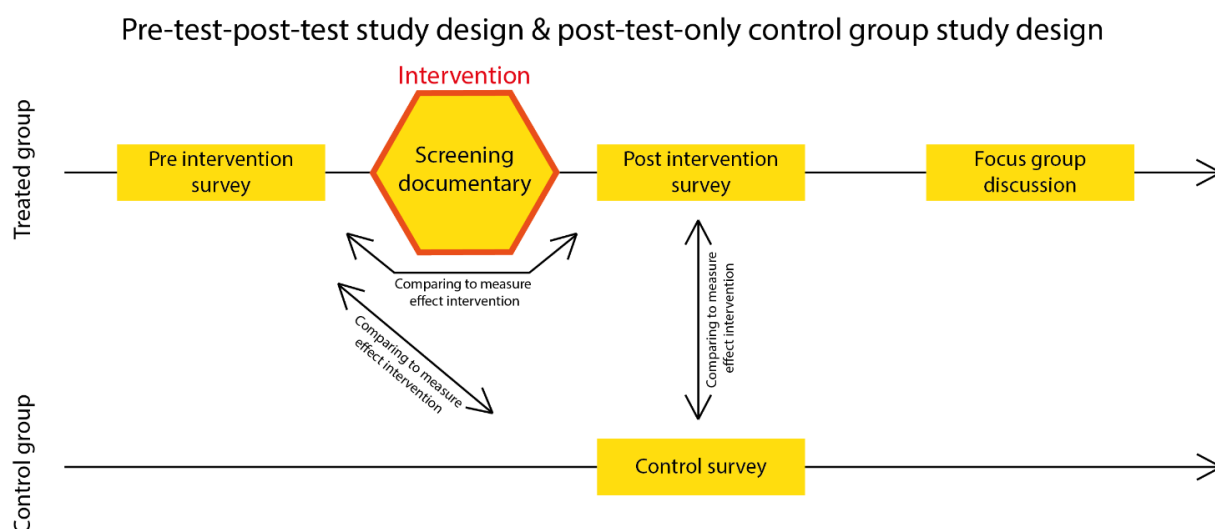 Pre-test-post-test study design & post-test-only control group study design
Treated group
Intervention
Pre intervention
survey
Screening
documentary
Post intervention
survey
Focus group
discussion
Comparing to measure
effect intervention
Comparing to measure
effect intervention
Comparing to measure
effect intervention
Control group
Control survey